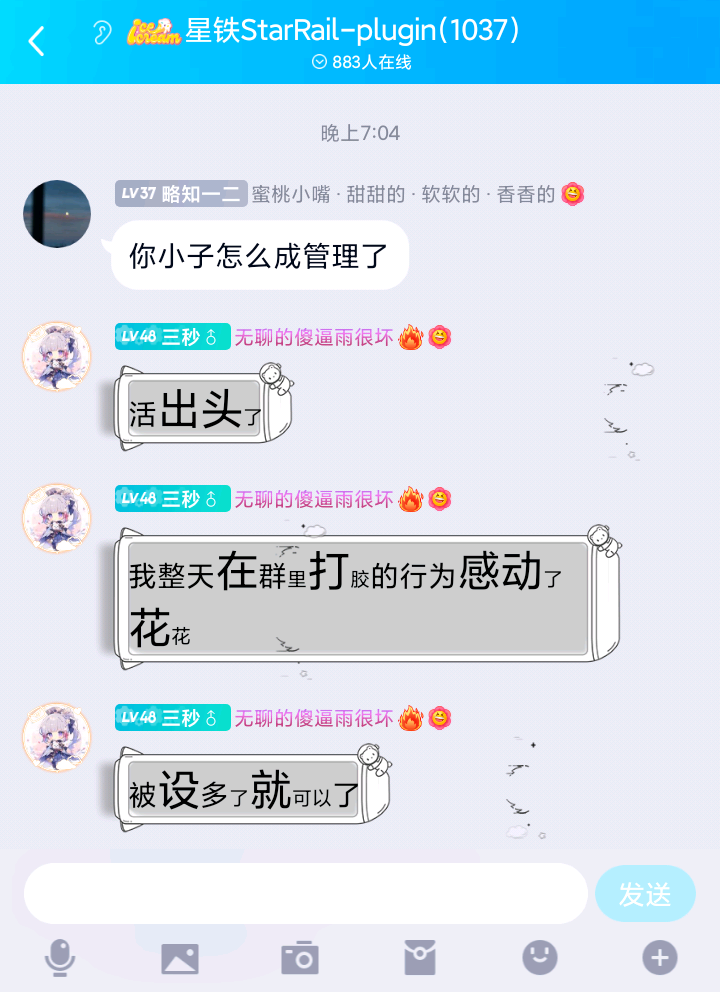 Ice Cream 星铁StarRail-plugin(1037)
883人在线
晚上7:04
LV37 略知一二 蜜桃小嘴 · 甜甜的 · 软软的 · 香香的
你小子怎么成管理了
LV48 三秒♂ 无聊的傻逼雨很坏
活出头了
LV48 三秒♂ 无聊的傻逼雨很坏
我整天在群里打胶的行为感动了
花花
LV48 三秒♂ 无聊的傻逼雨很坏
被设多了就可以了
发送